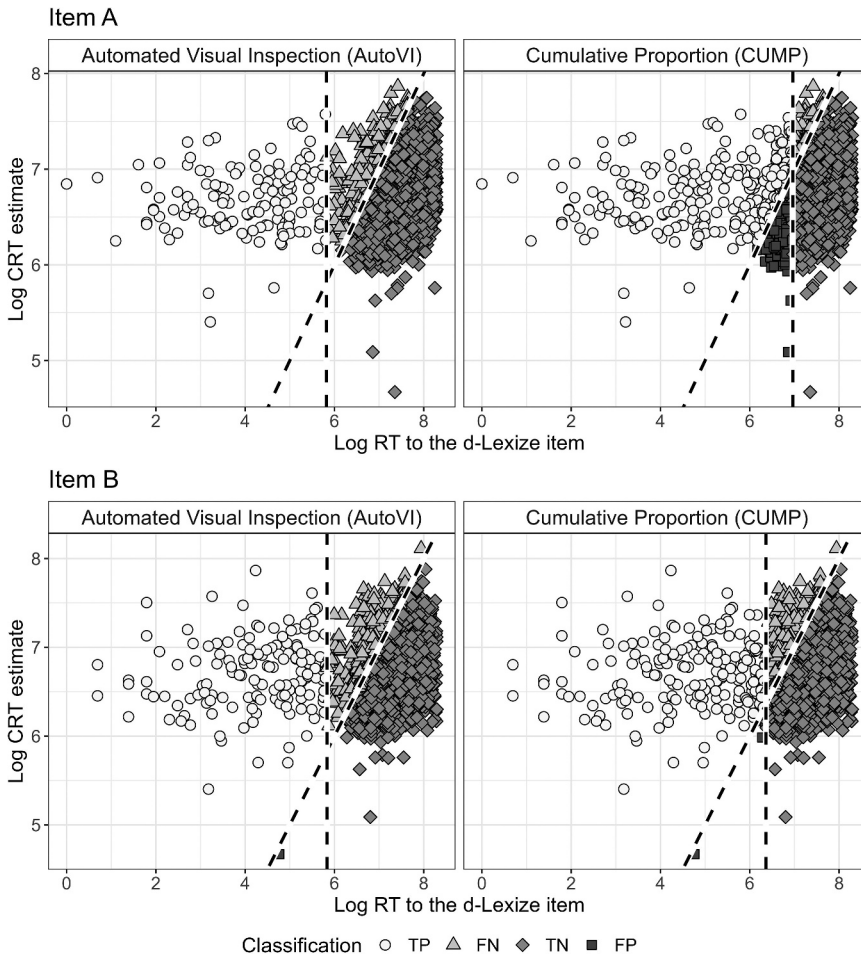 Item A
Automated Visual Inspection (AutoVI) Cumulative Proportion (CUMP)
8
7
6
5
Log CRT estimate
0 2 4 6 8 0 2 4 6 8
Log RT to the d-Lexize item
Item B
Automated Visual Inspection (AutoVI) Cumulative Proportion (CUMP)
8
7
6
5
Log CRT estimate
0 2 4 6 8 0 2 4 6 8
Log RT to the d-Lexize item
Classification TP FN TN FP